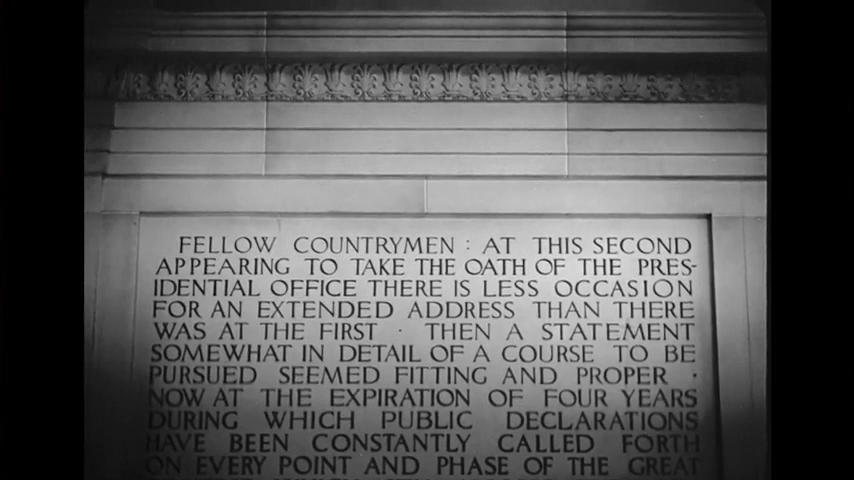 FELLOW COUNTRYMEN : AT THIS SECOND
APPEARING TO TAKE THE OATH OF THE PRES-
IDENTIAL OFFICE THERE IS LESS OCCASION
FOR AN EXTENDED ADDRESS THAN THERE
WAS AT THE FIRST · THEN A STATEMENT
SOMEWHAT IN DETAIL OF A COURSE TO BE
PURSUED SEEMED FITTING AND PROPER ·
NOW AT THE EXPIRATION OF FOUR YEARS
DURING WHICH PUBLIC DECLARATIONS
HAVE BEEN CONSTANTLY CALLED FORTH
ON EVERY POINT AND PHASE OF THE GREAT